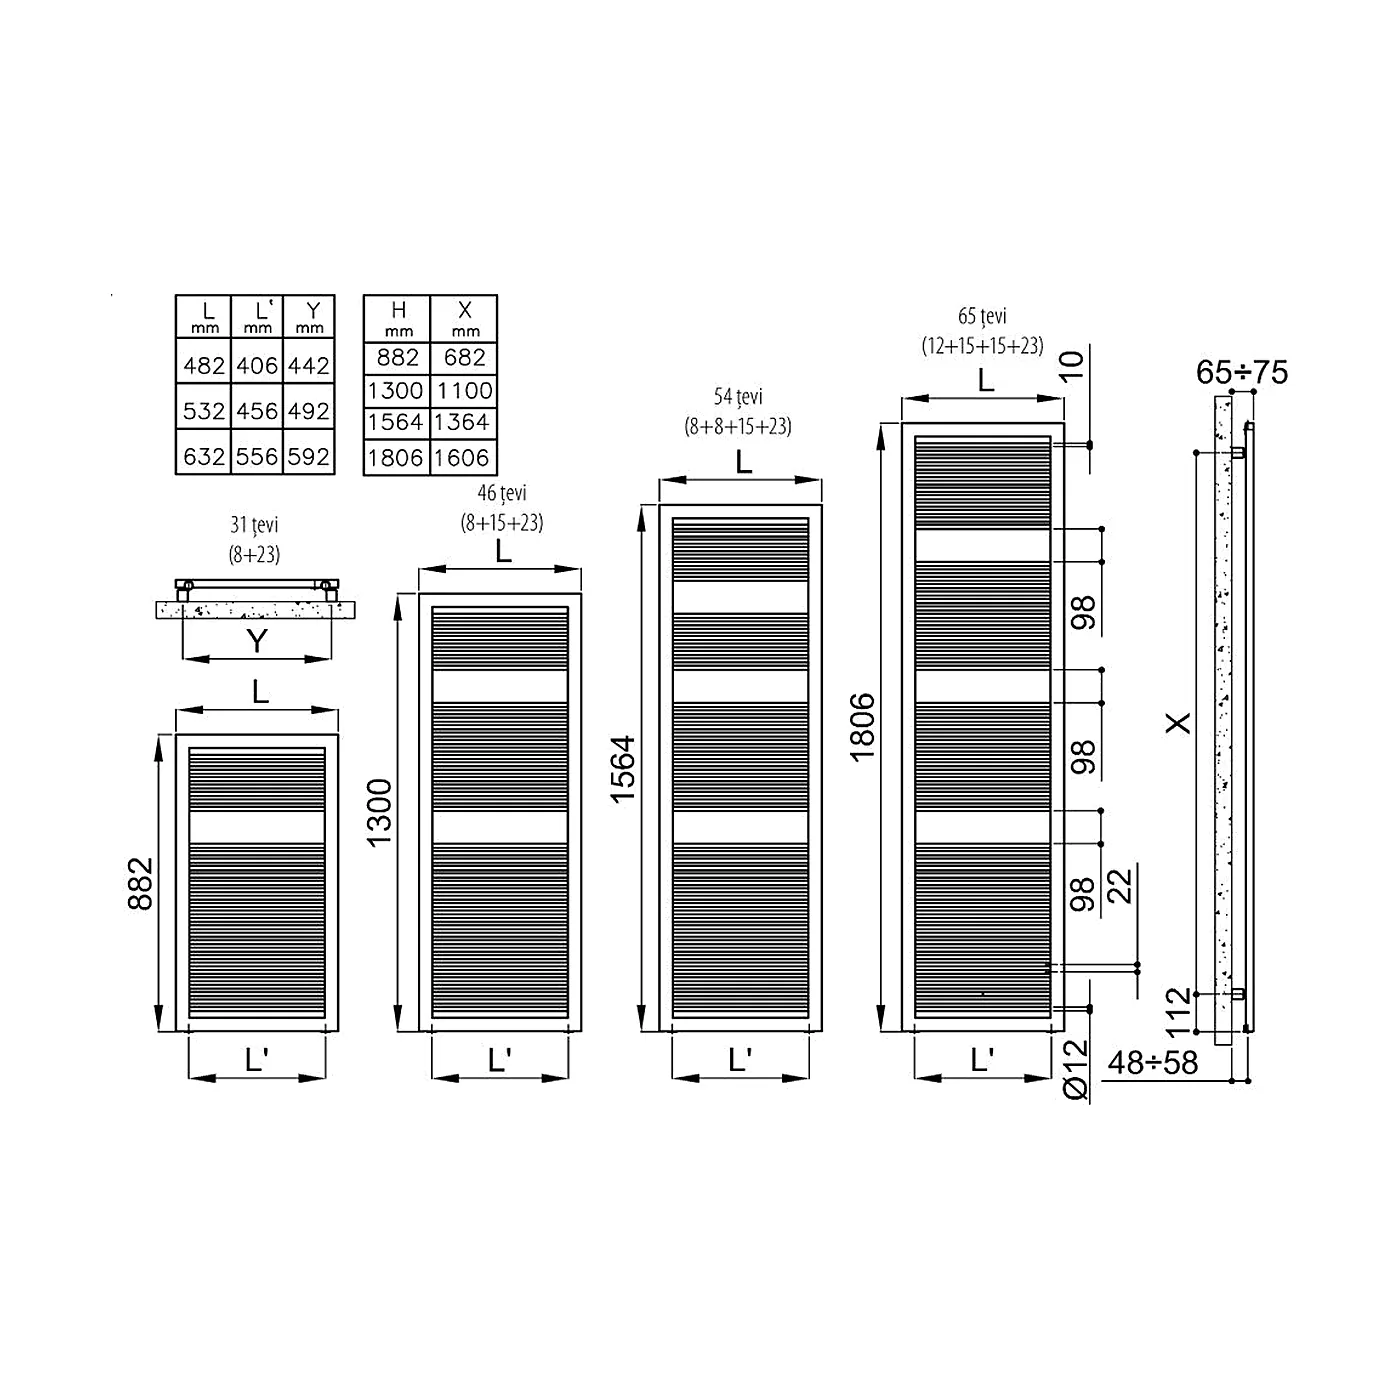 L L' Y
mm mm mm
482 406 442
532 456 492
632 556 592
H X
mm mm
882 682
1300 1100
1564 1364
1806 1606
31 țevi
(8+23)
Y
L
882
L'
46 țevi
(8+15+23)
L
1300
L'
54 țevi
(8+8+15+23)
L
1564
L'
65 țevi
(12+15+15+23)
L
10
98
98
98
22
1806
L'
Ø12
65÷75
X
112
48÷58